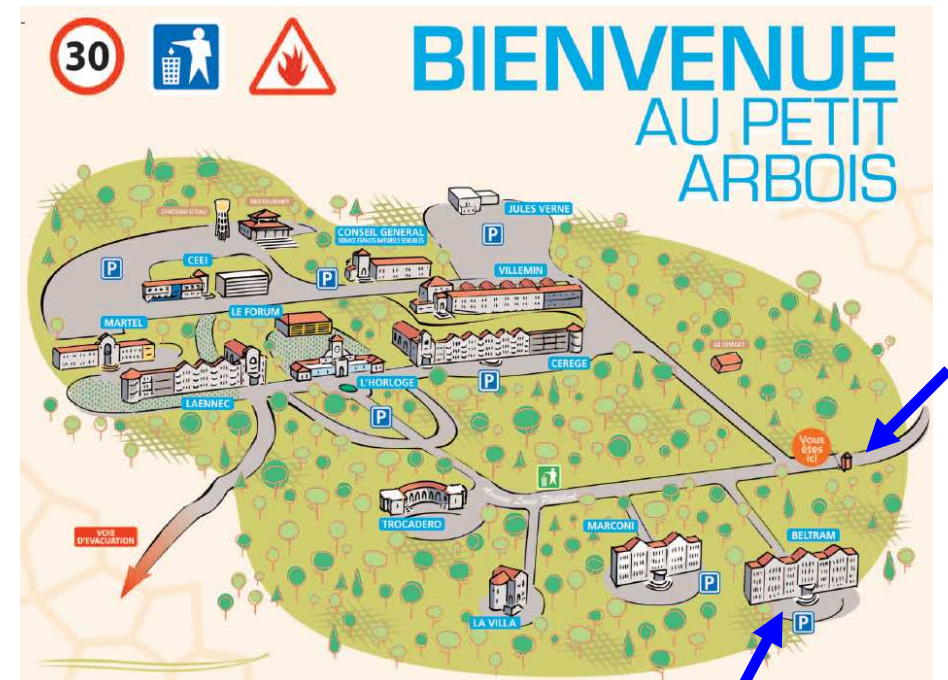 30
BIENVENUE
AU PETIT
ARBOIS
CHATEAU D'EAU
RESTAURANT
JULES VERNE
CONSEIL GENERAL
SERVICE ESPACES NATURELS SENSIBLES
P
P
CEEI
P
VILLEMIN
LE FORUM
MARTEL
LE CHALET
CEREGE
P
L'HORLOGE
LAENNEC
P
Vous
êtes
ici
TROCADERO
MARCONI
BELTRAM
VOIE
D'EVACUATION
P
LA VILLA
P